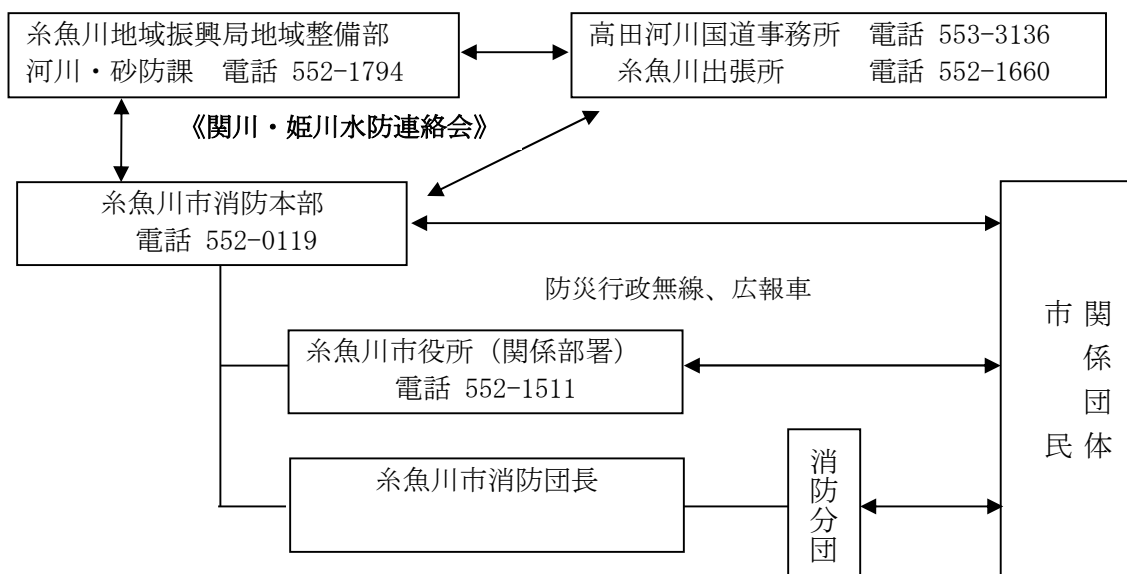 糸魚川地域振興局地域整備部
河川・砂防課　電話 552-1794
高田河川国道事務所　電話 553-3136
糸魚川出張所　電話 552-1660
《関川・姫川水防連絡会》
糸魚川市消防本部
電話 552-0119
防災行政無線、広報車
糸魚川市役所（関係部署）
電話 552-1511
糸魚川市消防団長
消防分団
関係団体
市民